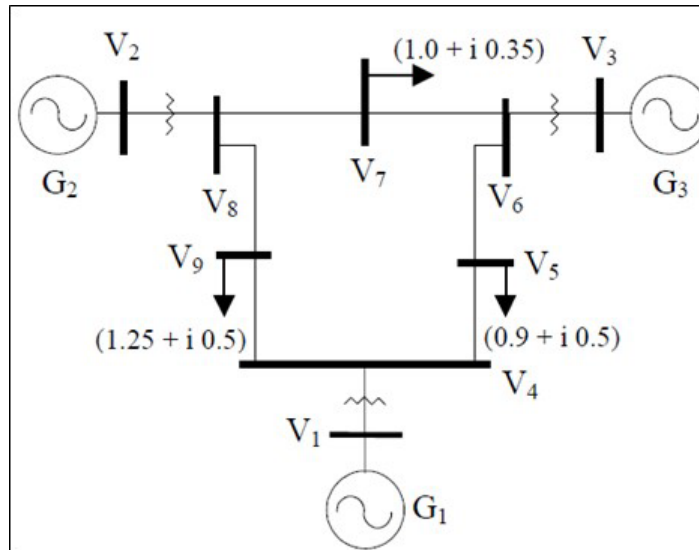 V2
(1.0 + i 0.35)
V3
G2
V8
V7
V6
G3
V9
V5
(1.25 + i 0.5)
(0.9 + i 0.5)
V4
V1
G1